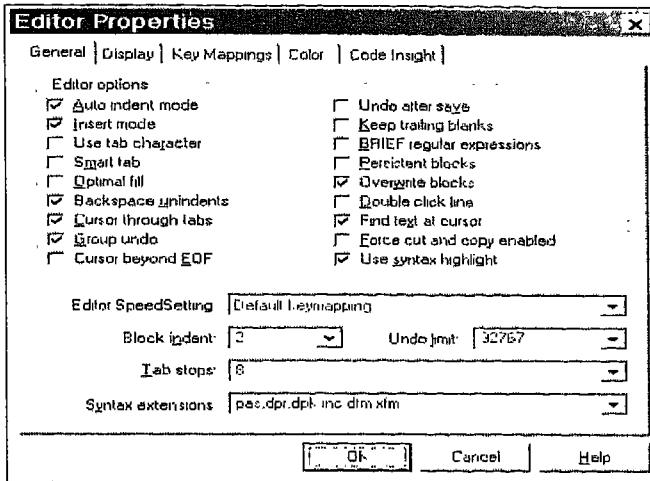 Editor Properties
General Display Key Mappings Color Code Insight
Editor options
Auto indent mode
Insert mode
Use tab character
Smart tab
Optimal fill
Backspace unindents
Cursor through tabs
Group undo
Cursor beyond EOF
Undo after save
Keep trailing blanks
BRIEF regular expressions
Persistent blocks
Overwrite blocks
Double click line
Find text at cursor
Force cut and copy enabled
Use syntax highlight
Editor SpeedSetting Default keymapping
Block indent: 2 Undo limit: 32767
Tab stops: 8
Syntax extensions pas.dpr.dpk inc dfm xfm
OK Cancel Help